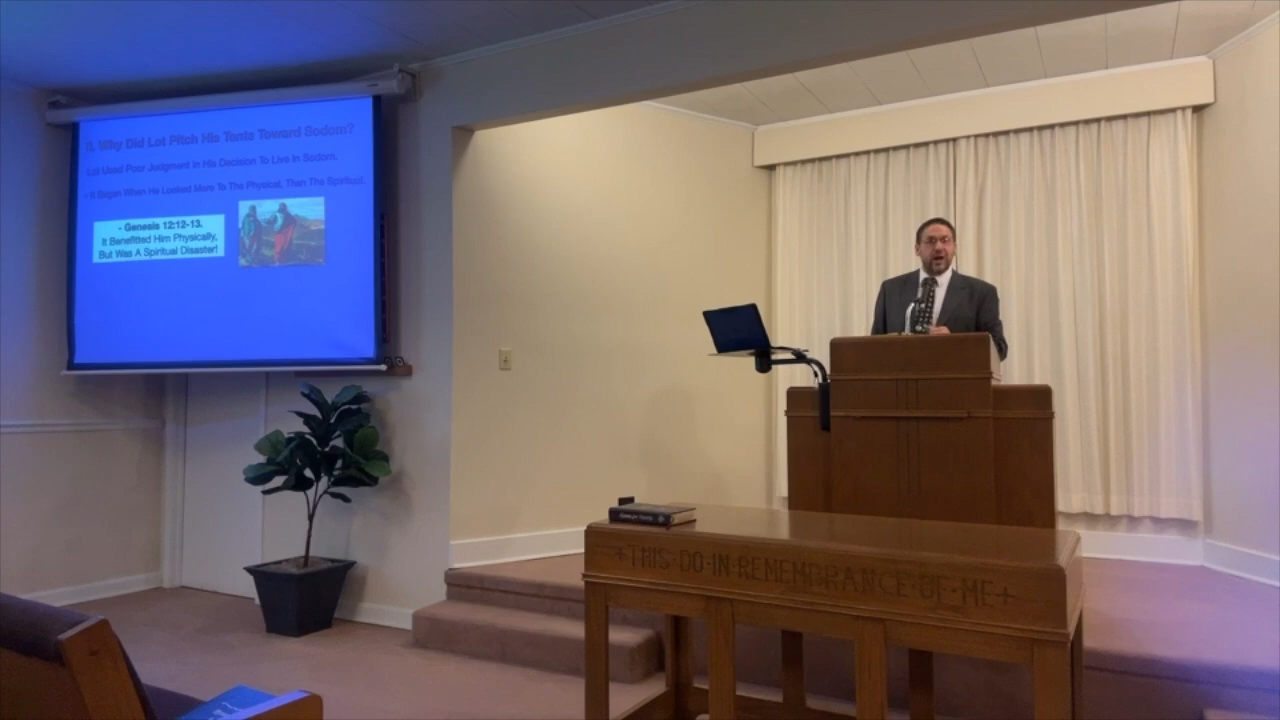 II. Why Did Lot Pitch His Tents Toward Sodom?
Lot Used Poor Judgment In His Decision To Live In Sodom.
- It Began When He Looked More To The Physical, Than The Spiritual.
- Genesis 12:12-13.
It Benefitted Him Physically,
But Was A Spiritual Disaster!
+THIS·DO·IN·REMEMBRANCE·OF·ME+